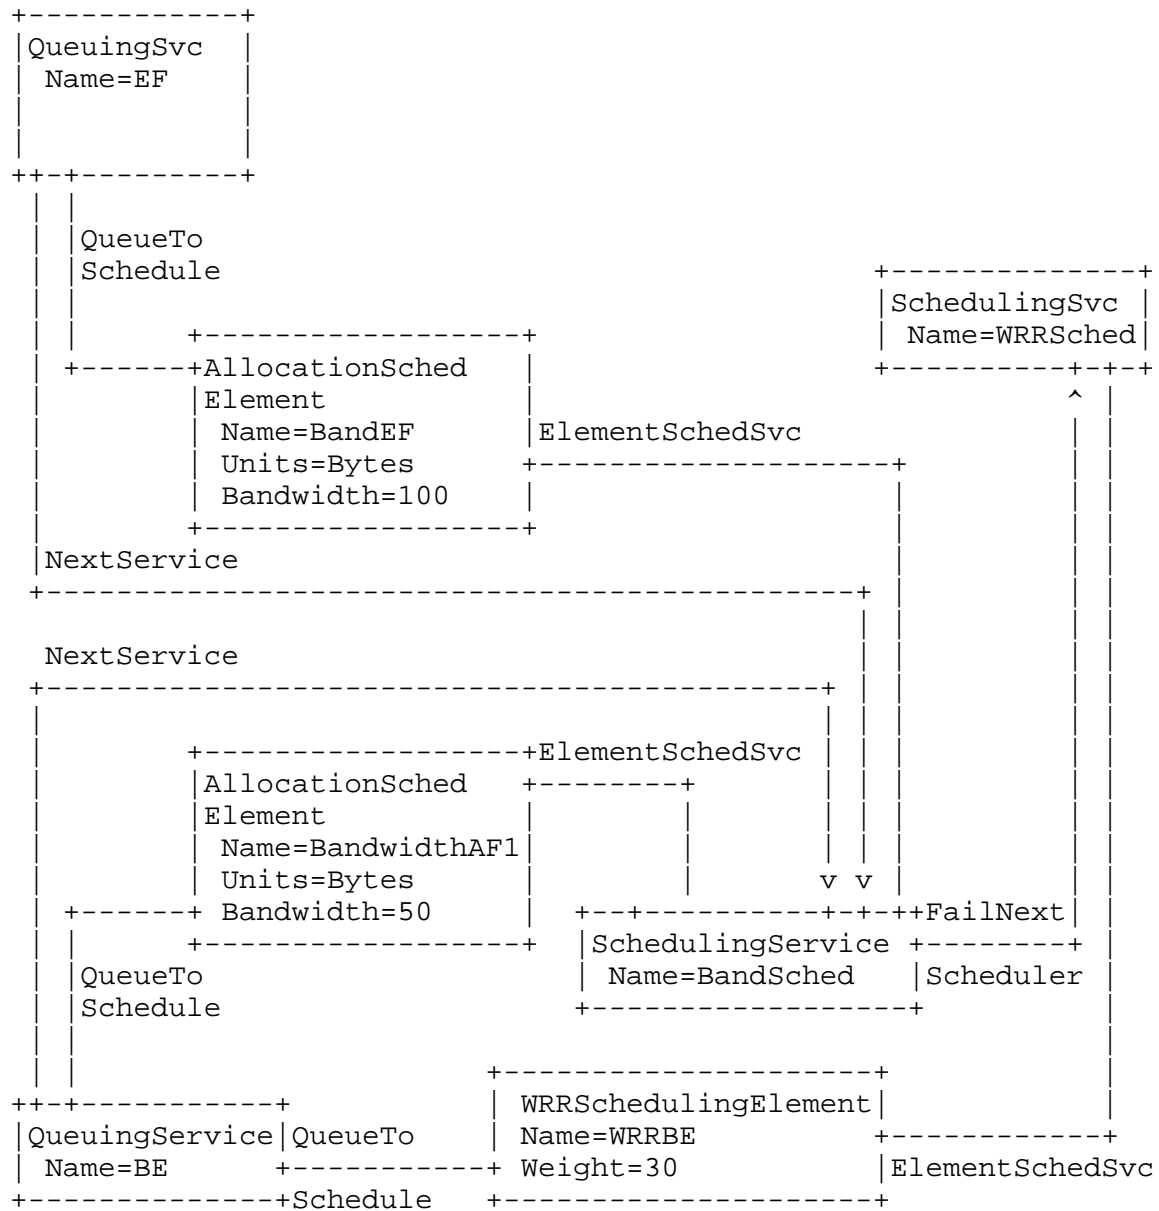 QueuingSvc
Name=EF
QueueTo
Schedule
SchedulingSvc
Name=WRRSched
AllocationSched
Element
Name=BandEF
Units=Bytes
Bandwidth=100
ElementSchedSvc
NextService
NextService
ElementSchedSvc
AllocationSched
Element
Name=BandwidthAF1
Units=Bytes
Bandwidth=50
FailNext
Scheduler
SchedulingService
Name=BandSched
QueueTo
Schedule
QueuingService
Name=BE
QueueTo
Schedule
WRRSchedulingElement
Name=WRRBE
Weight=30
ElementSchedSvc